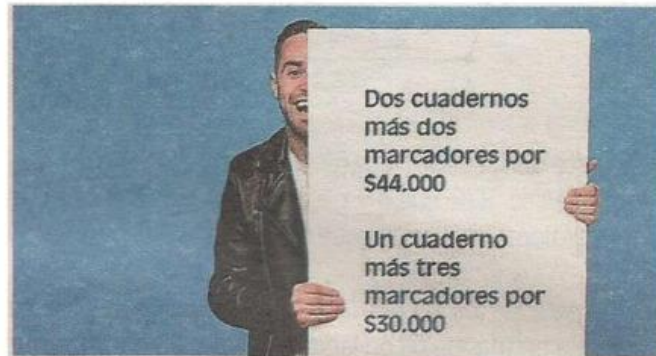 Dos cuadernos
más dos
marcadores por
$44.000
Un cuaderno
más tres
marcadores por
$30.000